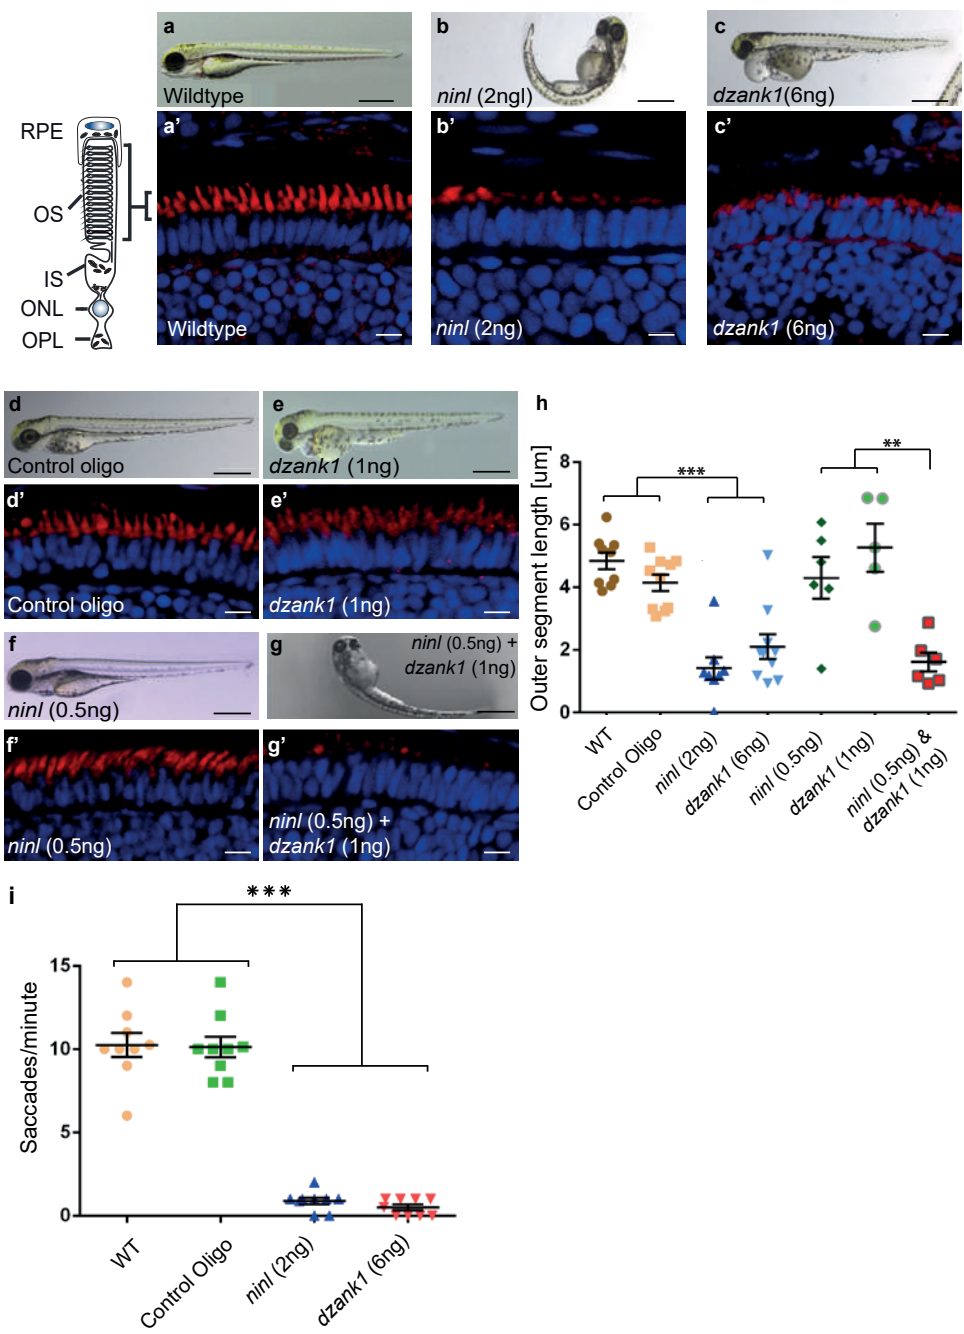 a
Wildtype
b
ninl (2ngl)
c
dzank1(6ng)
RPE
OS
IS
ONL
OPL
a'
Wildtype
b'
ninl (2ng)
c'
dzank1 (6ng)
d
Control oligo
e
dzank1 (1ng)
d'
Control oligo
e'
dzank1 (1ng)
f
ninl (0.5ng)
g
ninl (0.5ng) +
dzank1 (1ng)
f'
ninl (0.5ng)
g'
ninl (0.5ng) +
dzank1 (1ng)
h
Outer segment length [um]
8
6
4
2
0
***
**
WT
Control Oligo
ninl (2ng)
dzank1 (6ng)
ninl (0.5ng)
dzank1 (1ng)
ninl (0.5ng) &
dzank1 (1ng)
i
Saccades/minute
15
10
5
0
***
WT
Control Oligo
ninl (2ng)
dzank1 (6ng)